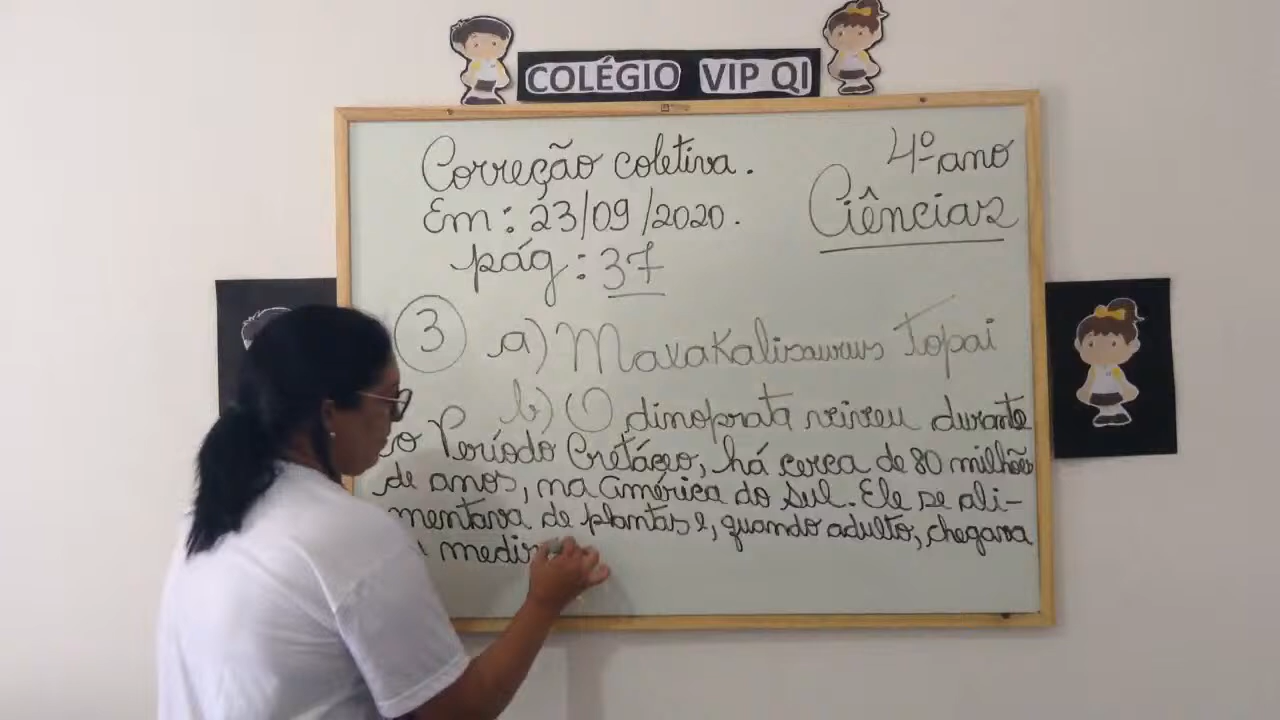 COLÉGIO VIP QI
Correção coletiva.
4º ano
Em: 23/09/2020.
Ciências
pág: 37
3 a) Maxakalisaurus Topai
b) O dinoprata viveu durante
o Período Cretáceo, há cerca de 80 milhões
de anos, na América do Sul. Ele se ali-
mentava de plantas e, quando adulto, chegava
medir